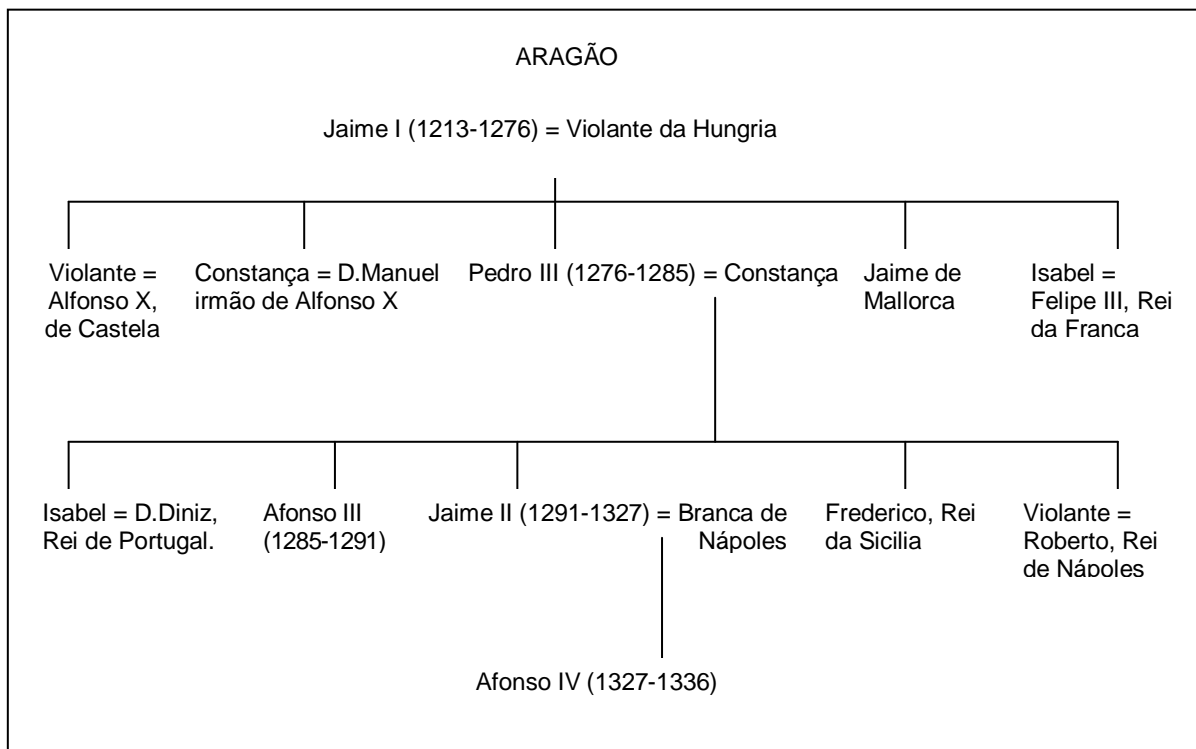 ARAGÃO
Jaime I (1213-1276) = Violante da Hungria
Violante =
Alfonso X,
de Castela
Constança = D.Manuel
irmão de Alfonso X
Pedro III (1276-1285) = Constança
Jaime de
Mallorca
Isabel =
Felipe III, Rei
da Franca
Isabel = D.Diniz,
Rei de Portugal.
Afonso III
(1285-1291)
Jaime II (1291-1327) = Branca de
Nápoles
Frederico, Rei
da Sicilia
Violante =
Roberto, Rei
de Nápoles
Afonso IV (1327-1336)